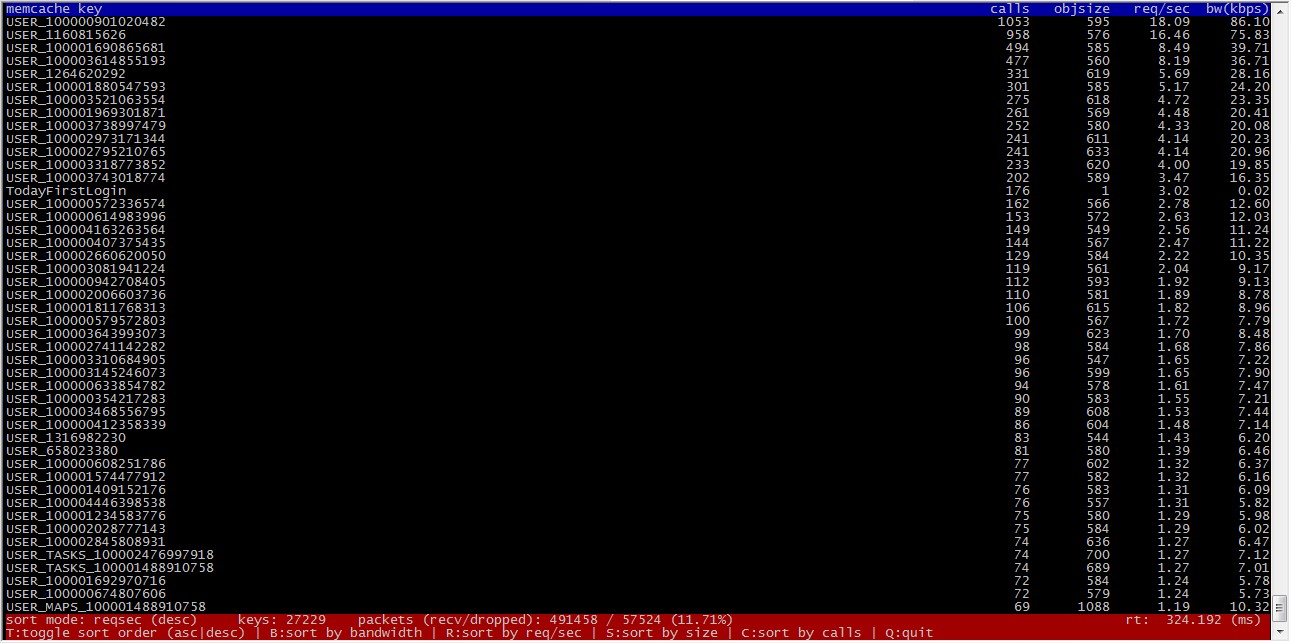 memcache key calls objsize req/sec bw(kbps)
USER_100000901020482 1053 595 18.09 86.10
USER_1160815626 958 576 16.46 75.83
USER_100001690865681 494 585 8.49 39.71
USER_100003614855193 477 560 8.19 36.71
USER_1264620292 331 619 5.69 28.16
USER_100001880547593 301 585 5.17 24.20
USER_100003521063554 275 618 4.72 23.35
USER_100001969301871 261 569 4.48 20.41
USER_100003738997479 252 580 4.33 20.08
USER_100002973171344 241 611 4.14 20.23
USER_100002795210765 241 633 4.14 20.96
USER_100003318773852 233 620 4.00 19.85
USER_100003743018774 202 589 3.47 16.35
TodayFirstLogin 176 1 3.02 0.02
USER_100000572336574 162 566 2.78 12.60
USER_100000614983996 153 572 2.63 12.03
USER_100004163263564 149 549 2.56 11.24
USER_100000407375435 144 567 2.47 11.22
USER_100002660620050 129 584 2.22 10.35
USER_100003081941224 119 561 2.04 9.17
USER_100000942708405 112 593 1.92 9.13
USER_100002006603736 110 581 1.89 8.78
USER_100001811768313 106 615 1.82 8.96
USER_100000579572803 100 567 1.72 7.79
USER_100003643993073 99 623 1.70 8.48
USER_100002741142282 98 584 1.68 7.86
USER_100003310684905 96 547 1.65 7.22
USER_100003145246073 96 599 1.65 7.90
USER_100000633854782 94 578 1.61 7.47
USER_100000354217283 90 583 1.55 7.21
USER_100003468556795 89 608 1.53 7.44
USER_100000412358339 86 604 1.48 7.14
USER_1316982230 83 544 1.43 6.20
USER_658023380 81 580 1.39 6.46
USER_100000608251786 77 602 1.32 6.37
USER_100001574477912 77 582 1.32 6.16
USER_100001409152176 76 583 1.31 6.09
USER_100004446398538 76 557 1.31 5.82
USER_100001234583776 75 580 1.29 5.98
USER_100002028777143 75 584 1.29 6.02
USER_100002845808931 74 636 1.27 6.47
USER_TASKS_100002476997918 74 700 1.27 7.12
USER_TASKS_100001488910758 74 689 1.27 7.01
USER_100001692970716 72 584 1.24 5.78
USER_100000674807606 72 579 1.24 5.73
USER_MAPS_100001488910758 69 1088 1.19 10.32
sort mode: reqsec (desc) keys: 27229 packets (recv/dropped): 491458 / 57524 (11.71%) rt: 324.192 (ms)
T:toggle sort order (asc|desc) | B:sort by bandwidth | R:sort by req/sec | S:sort by size | C:sort by calls | Q:quit